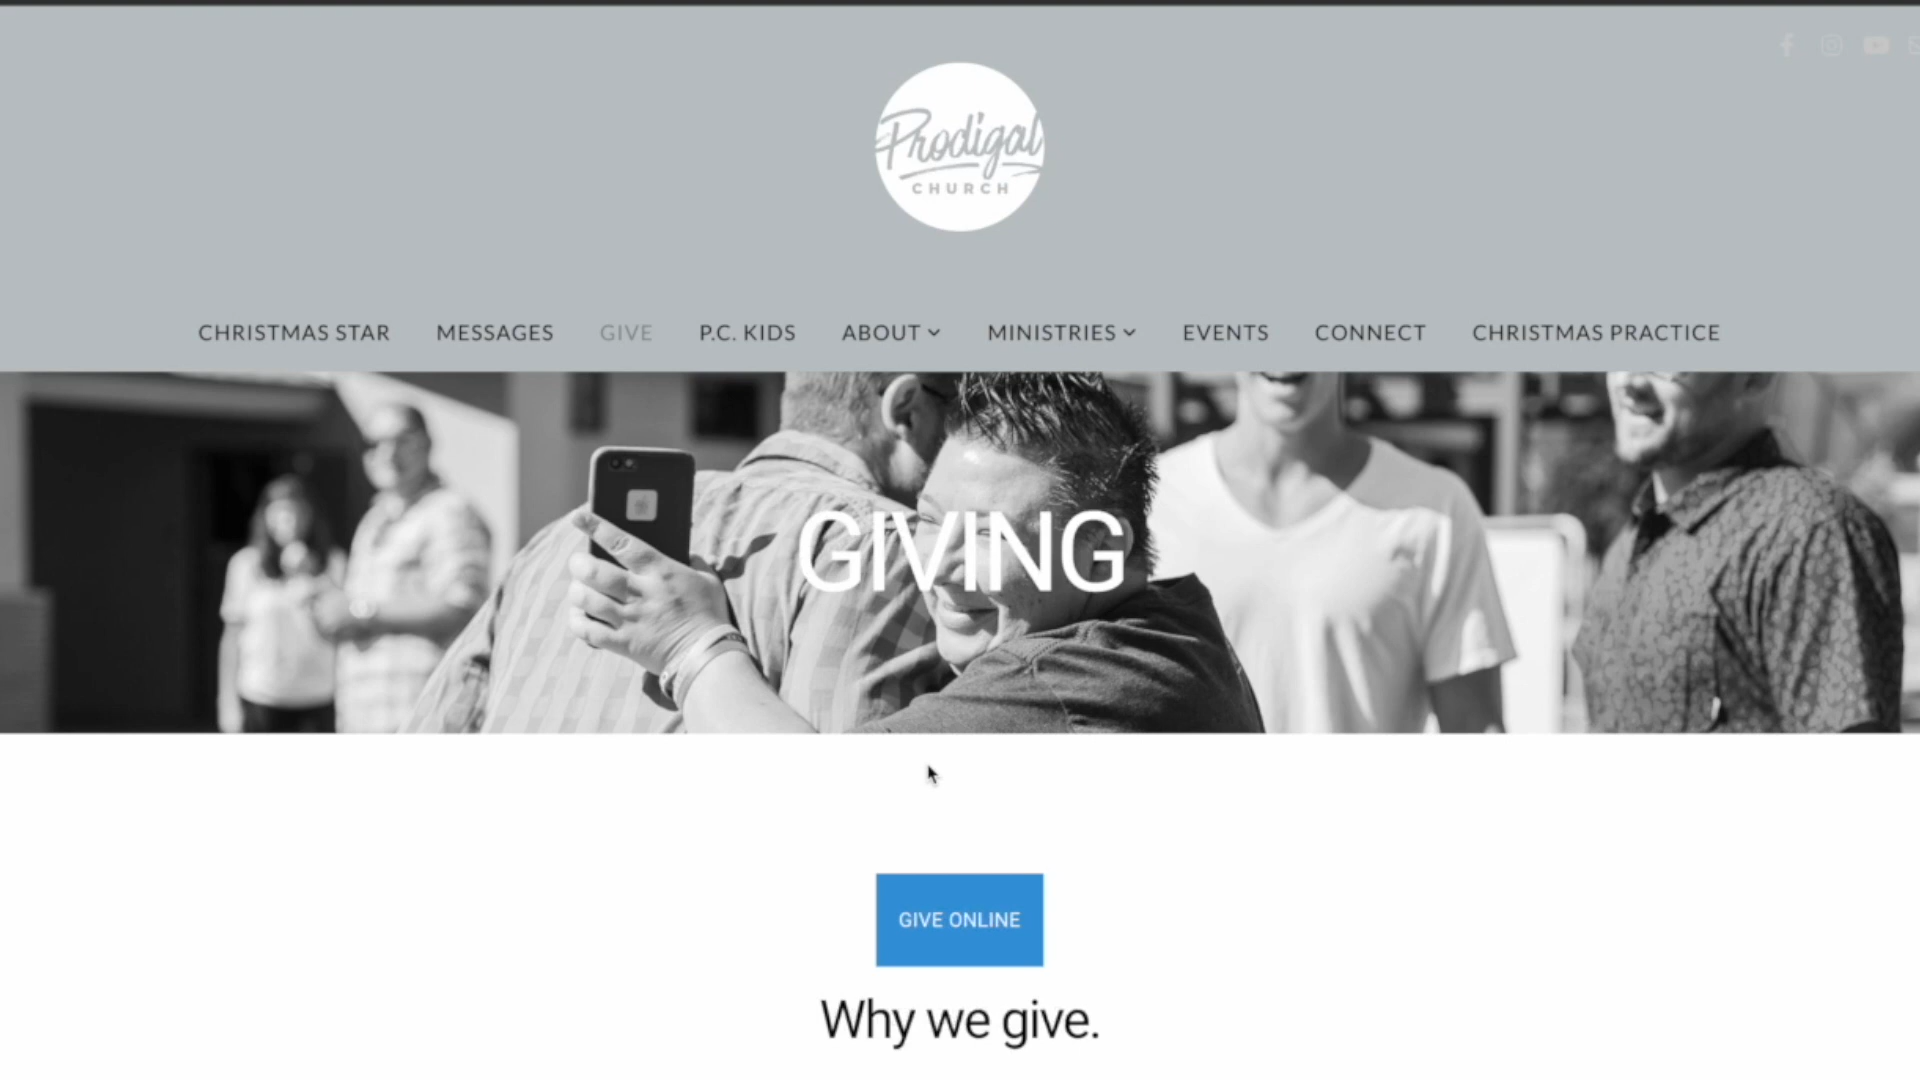 Prodigal
CHURCH
CHRISTMAS STAR MESSAGES GIVE P.C. KIDS ABOUT MINISTRIES EVENTS CONNECT CHRISTMAS PRACTICE
GIVING
GIVE ONLINE
Why we give.